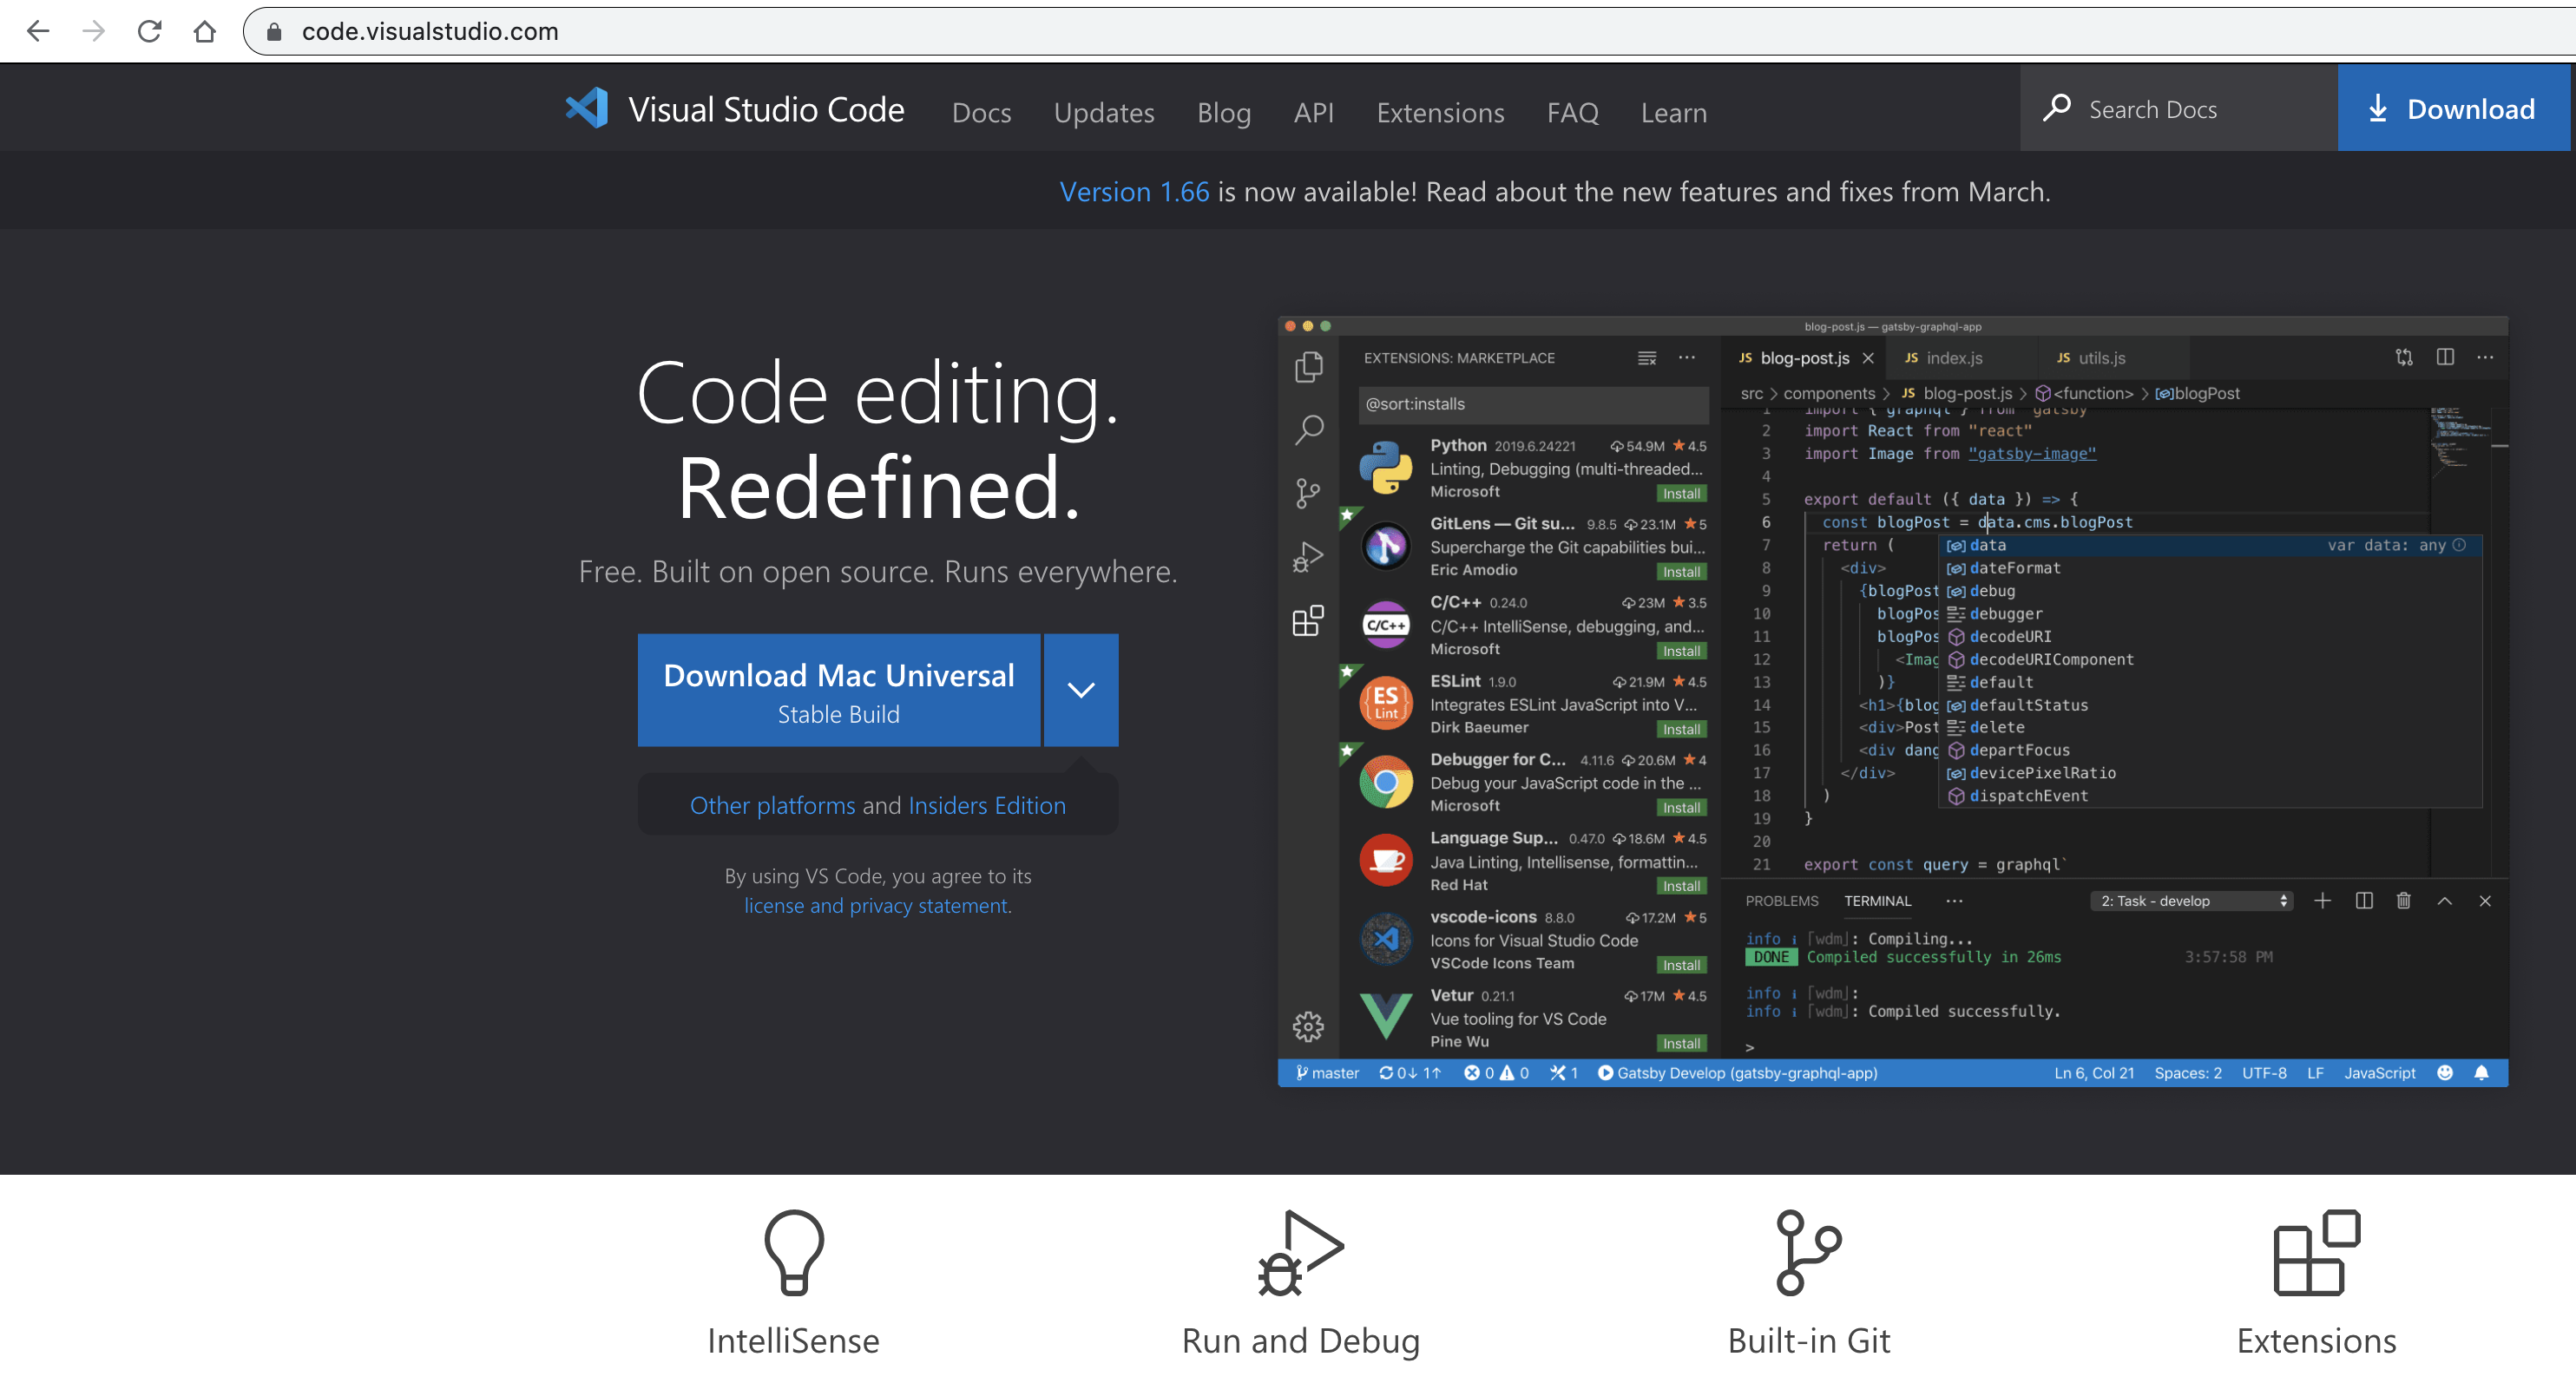 code.visualstudio.com
Visual Studio Code Docs Updates Blog API Extensions FAQ Learn Search Docs Download
Version 1.66 is now available! Read about the new features and fixes from March.
Code editing.
Redefined.
Free. Built on open source. Runs everywhere.
Download Mac Universal
Stable Build
Other platforms and Insiders Edition
By using VS Code, you agree to its
license and privacy statement.
blog-post.js — gatsby-graphql-app
EXTENSIONS: MARKETPLACE
@sort:installs
Python 2019.6.24221 54.9M 4.5
Linting, Debugging (multi-threaded...
Microsoft Install
GitLens — Git su... 9.8.5 23.1M 5
Supercharge the Git capabilities bui...
Eric Amodio Install
C/C++
C/C++ 0.24.0 23M 3.5
C/C++ IntelliSense, debugging, and...
Microsoft Install
ES
Lint
ESLint 1.9.0 21.9M 4.5
Integrates ESLint JavaScript into V...
Dirk Baeumer Install
Debugger for C... 4.11.6 20.6M 4
Debug your JavaScript code in the ...
Microsoft Install
Language Sup... 0.47.0 18.6M 4.5
Java Linting, Intellisense, formattin...
Red Hat Install
vscode-icons 8.8.0 17.2M 5
Icons for Visual Studio Code
VSCode Icons Team Install
Vetur 0.21.1 17M 4.5
Vue tooling for VS Code
Pine Wu Install
JS blog-post.js JS index.js JS utils.js
src > components > JS blog-post.js > <function> > blogPost
1 import { graphql } from "gatsby"
2 import React from "react"
3 import Image from "gatsby-image"
4
5 export default ({ data }) => {
6 const blogPost = data.cms.blogPost
7 return (
8 <div>
9 {blogPost
10 blogPos
11 blogPos
12 <Imag
13 )}
14 <h1>{blog
15 <div>Post
16 <div dang
17 </div>
18 )
19 }
20
21 export const query = graphql`
data var data: any
dateFormat
debug
debugger
decodeURI
decodeURIComponent
default
defaultStatus
delete
departFocus
devicePixelRatio
dispatchEvent
PROBLEMS TERMINAL ... 2: Task - develop
info i ｢wdm｣: Compiling...
DONE Compiled successfully in 26ms 3:57:58 PM
info i ｢wdm｣:
info i ｢wdm｣: Compiled successfully.
>
master 0↓ 1↑ 0 0 1 Gatsby Develop (gatsby-graphql-app) Ln 6, Col 21 Spaces: 2 UTF-8 LF JavaScript
IntelliSense
Run and Debug
Built-in Git
Extensions